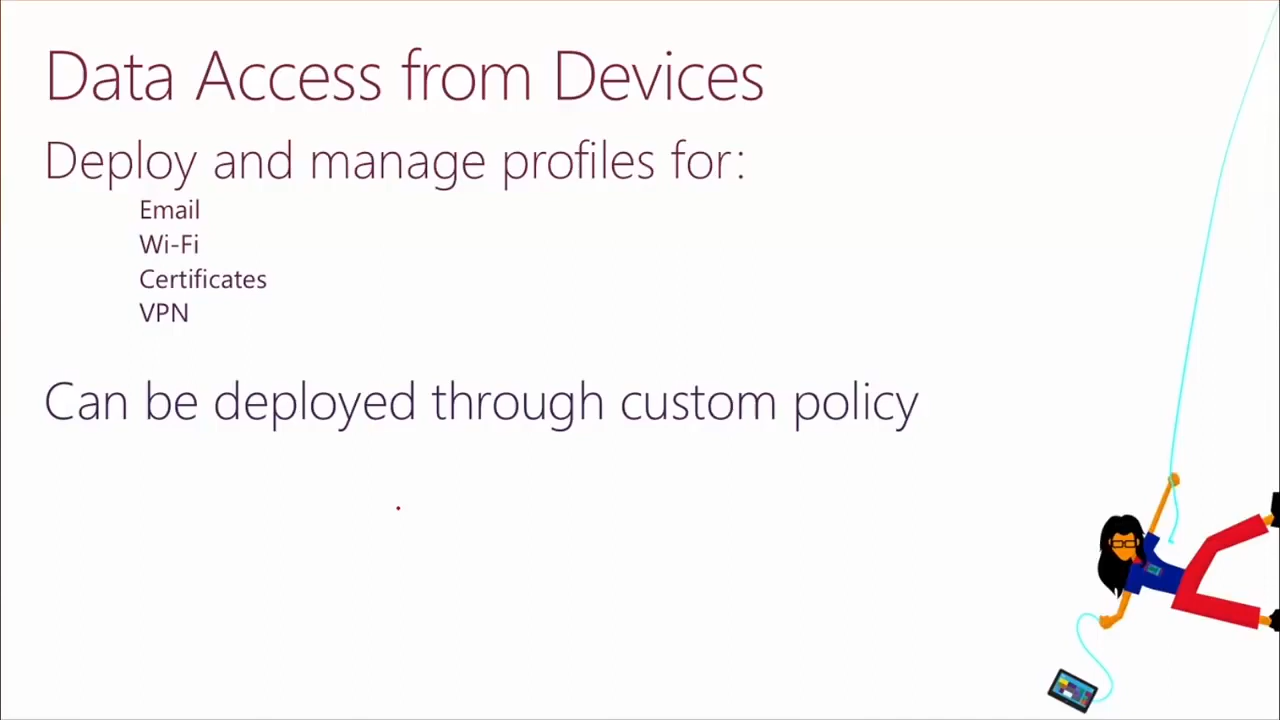 Data Access from Devices
Deploy and manage profiles for:
Email
Wi-Fi
Certificates
VPN
Can be deployed through custom policy